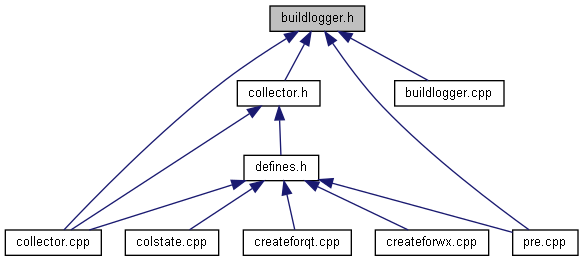 buildlogger.h
collector.h
buildlogger.cpp
defines.h
collector.cpp
colstate.cpp
createforqt.cpp
createforwx.cpp
pre.cpp